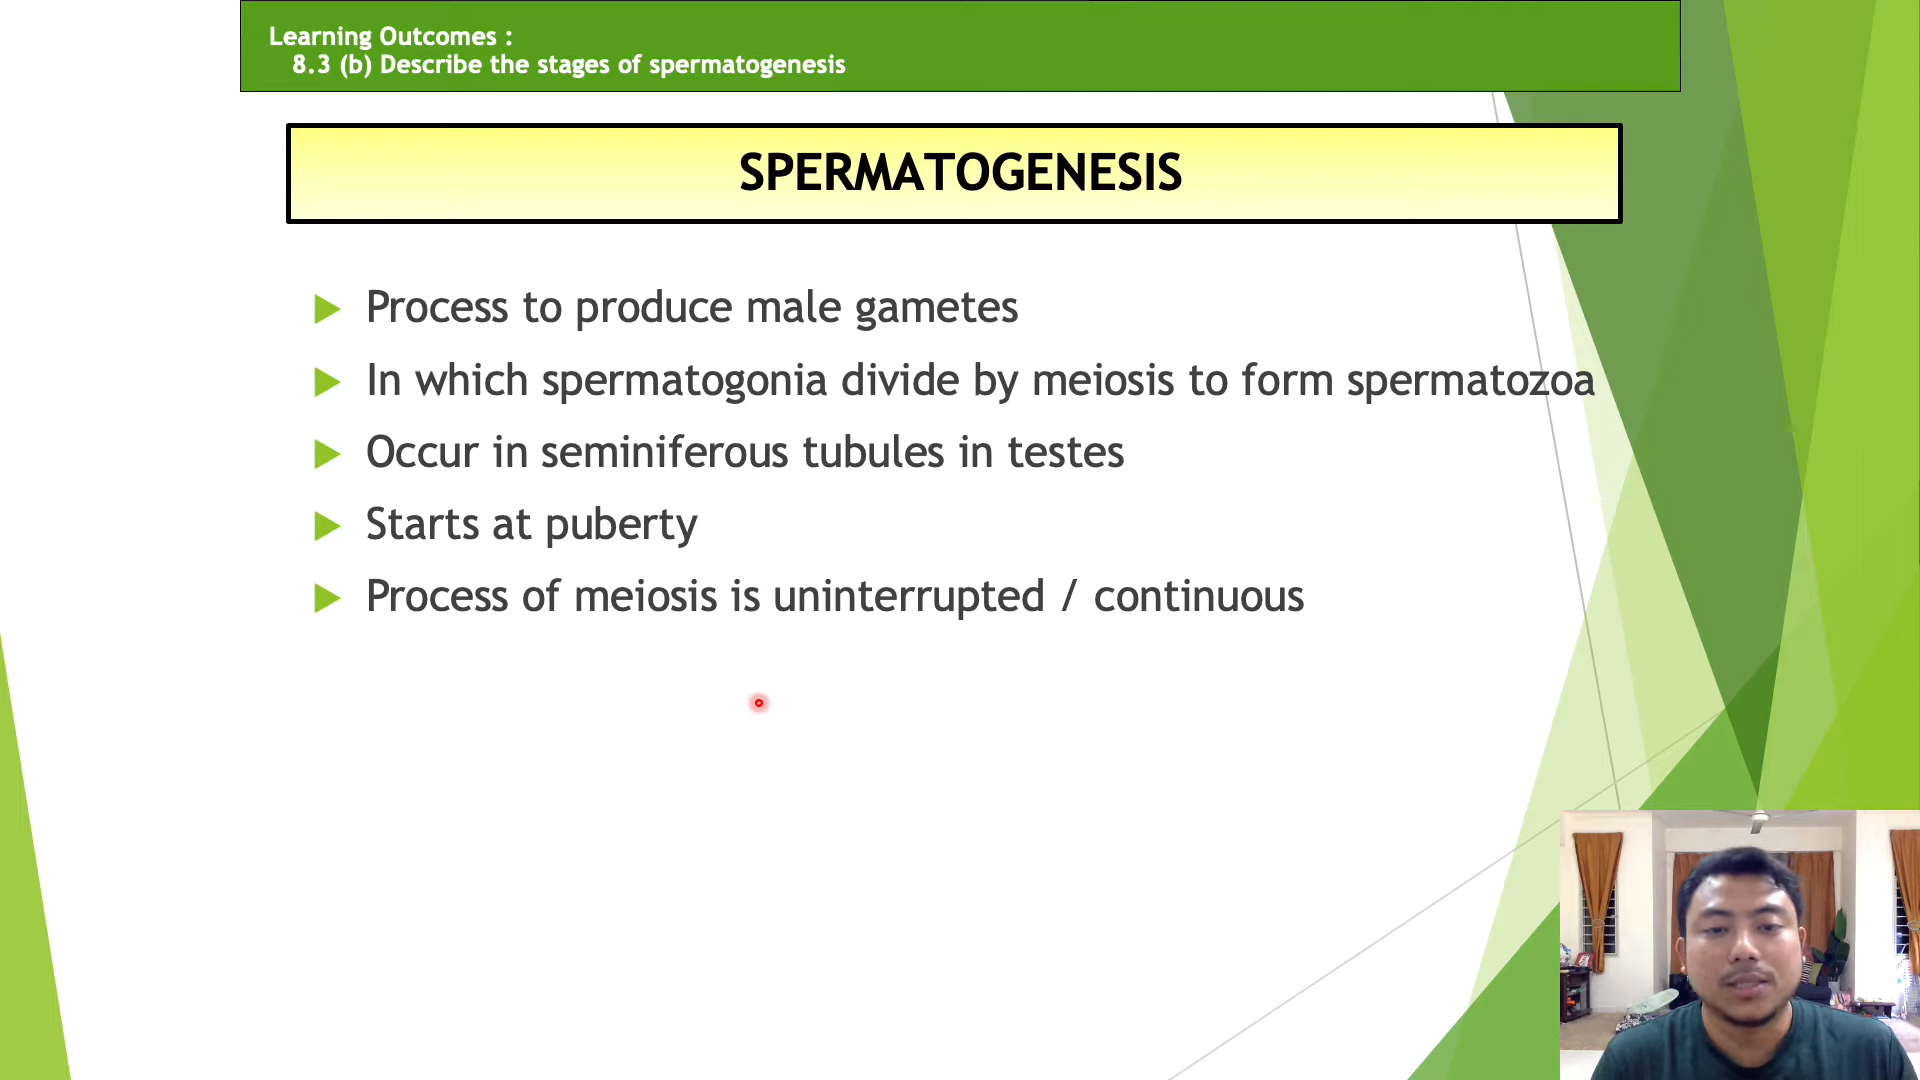 Learning Outcomes :
8.3 (b) Describe the stages of spermatogenesis
SPERMATOGENESIS
Process to produce male gametes
In which spermatogonia divide by meiosis to form spermatozoa
Occur in seminiferous tubules in testes
Starts at puberty
Process of meiosis is uninterrupted / continuous